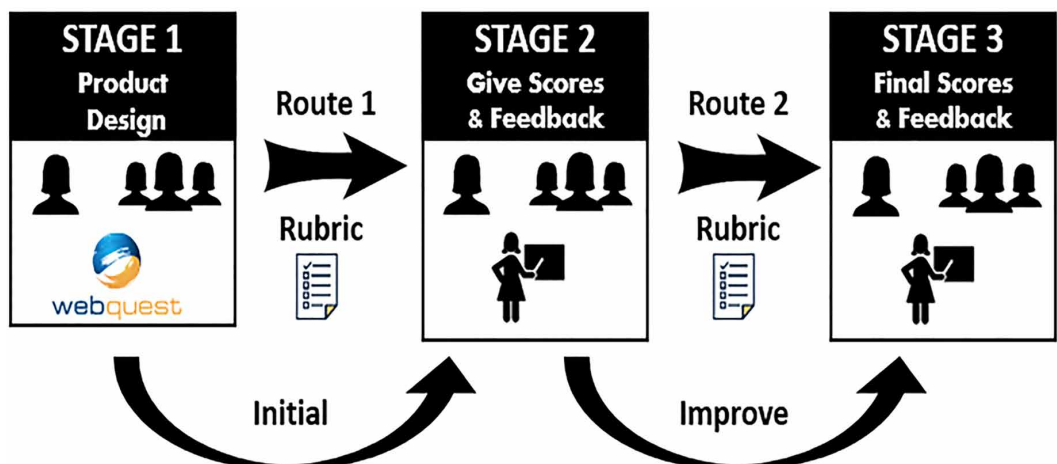 STAGE 1
Product
Design
webquest
Route 1
Rubric
STAGE 2
Give Scores
& Feedback
Route 2
Rubric
STAGE 3
Final Scores
& Feedback
Initial
Improve